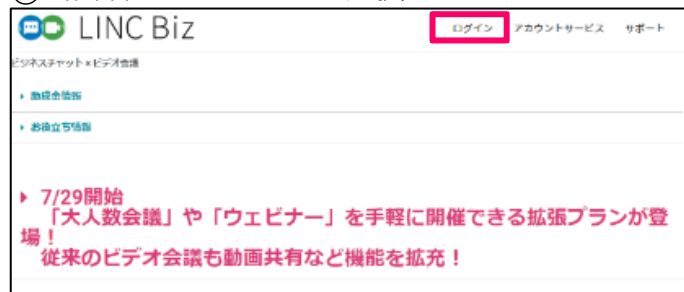 LINC Biz
ログイン アカウントサービス サポート
ビジネスチャット×ビデオ会議
助成金情報
お役立ち情報
7/29開始
「大人数会議」や「ウェビナー」を手軽に開催できる拡張プランが登
場！
従来のビデオ会議も動画共有など機能を拡充！